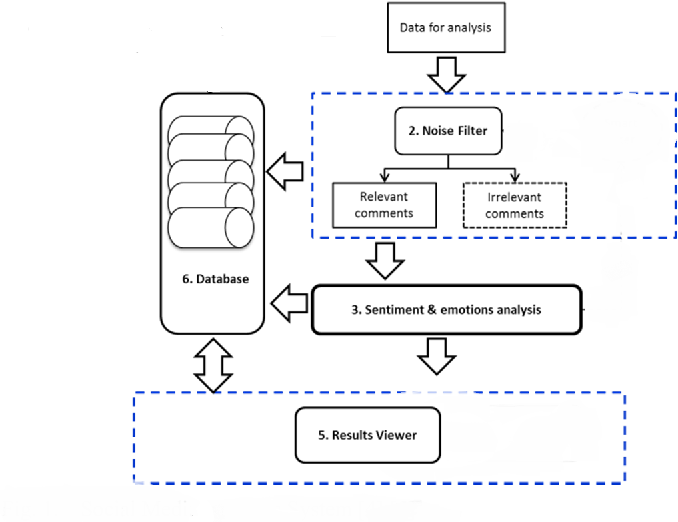 Data for analysis
2. Noise Filter
Relevant
comments
Irrelevant
comments
6. Database
3. Sentiment & emotions analysis
5. Results Viewer